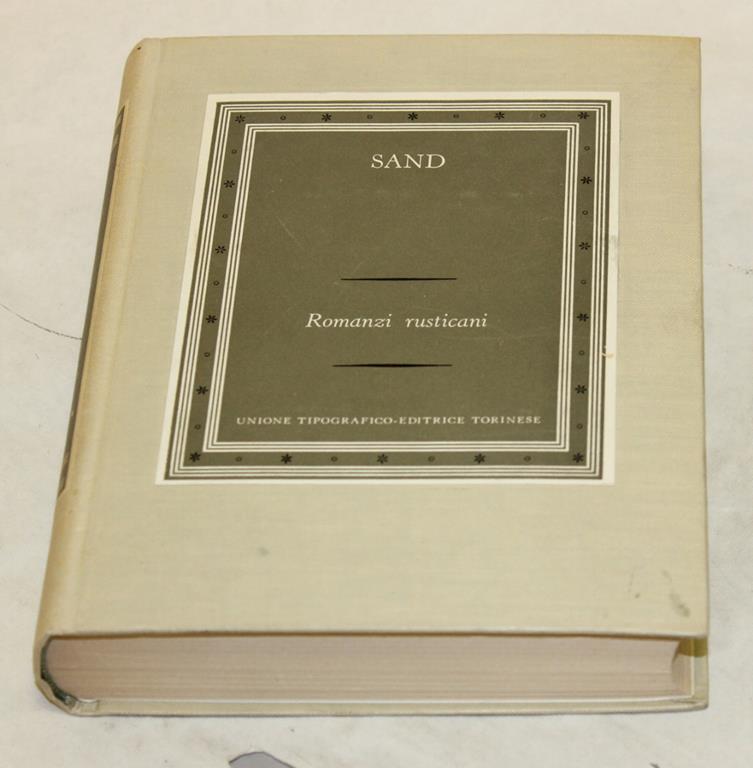 SAND
Romanzi rusticani
UNIONE TIPOGRAFICO-EDITRICE TORINESE